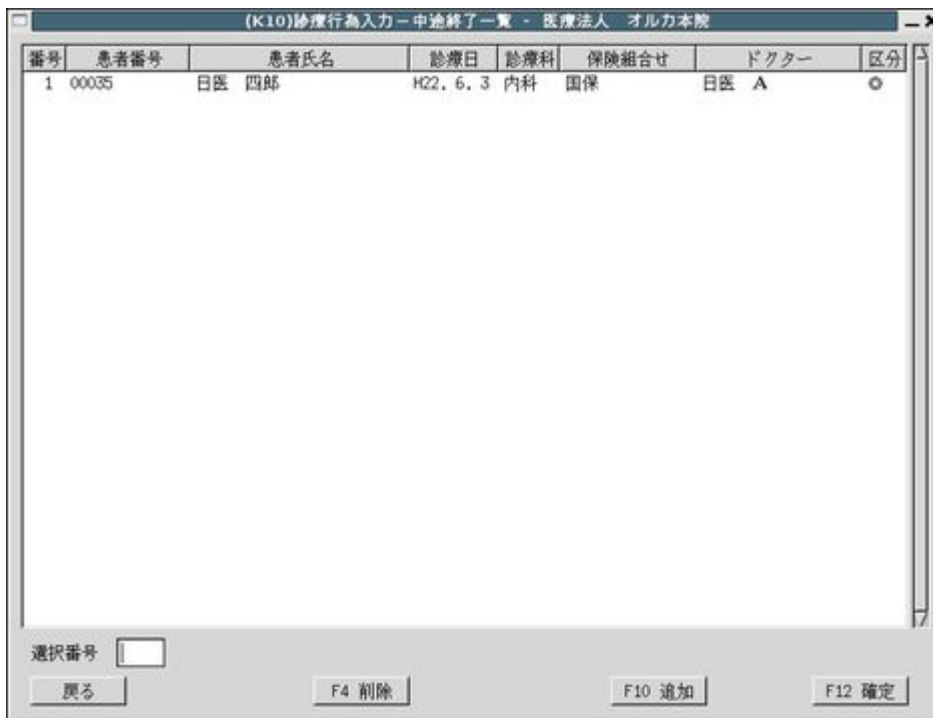 (K10)診療行為入力－中途終了一覧 - 医療法人　オルカ本院
番号 患者番号 患者氏名 診療日 診療科 保険組合せ ドクター 区分
1 00035 日医　四郎 H22. 6. 3 内科 国保 日医　A ◎
選択番号
戻る F4 削除 F10 追加 F12 確定